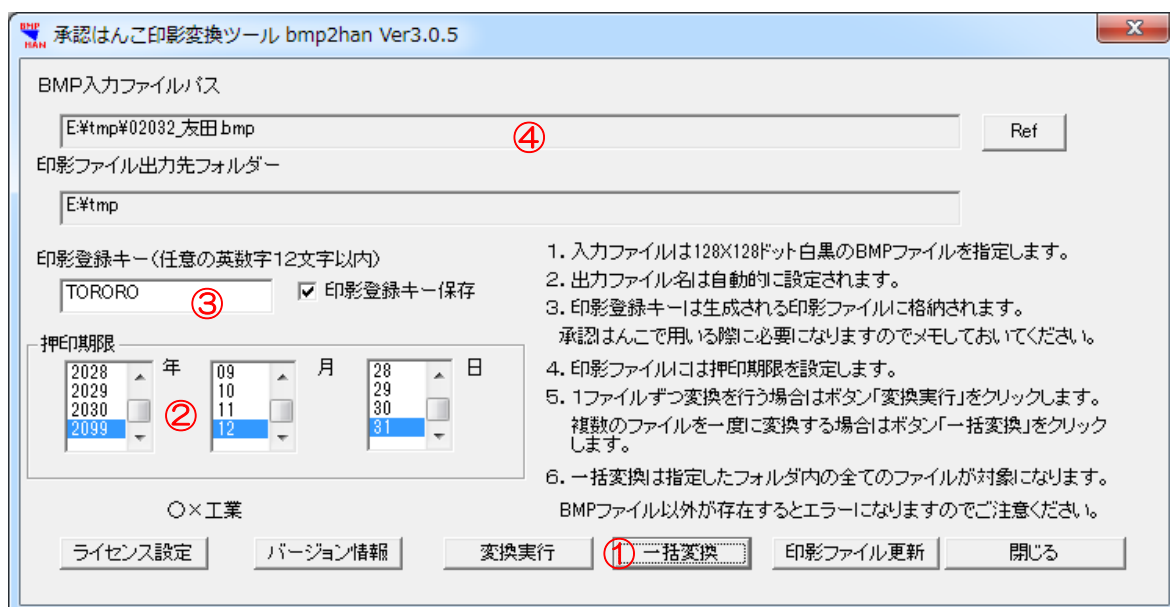 BMP HAN 承認はんこ印影変換ツール bmp2han Ver3.0.5
BMP入力ファイルパス
E:¥tmp¥02032_友田.bmp
④
Ref
印影ファイル出力先フォルダー
E:¥tmp
印影登録キー(任意の英数字12文字以内)
TORORO
③
印影登録キー保存
押印期限
2028
2029
2030
2099
②
年
09
10
11
12
月
28
29
30
31
日
1. 入力ファイルは128X128ドット白黒のBMPファイルを指定します。
2. 出力ファイル名は自動的に設定されます。
3. 印影登録キーは生成される印影ファイルに格納されます。
承認はんこで用いる際に必要になりますのでメモしておいてください。
4. 印影ファイルには押印期限を設定します。
5. 1ファイルずつ変換を行う場合はボタン「変換実行」をクリックします。
複数のファイルを一度に変換する場合はボタン「一括変換」をクリック
します。
6. 一括変換は指定したフォルダ内の全てのファイルが対象になります。
BMPファイル以外が存在するとエラーになりますのでご注意ください。
○×工業
ライセンス設定
バージョン情報
変換実行
① 一括変換
印影ファイル更新
閉じる